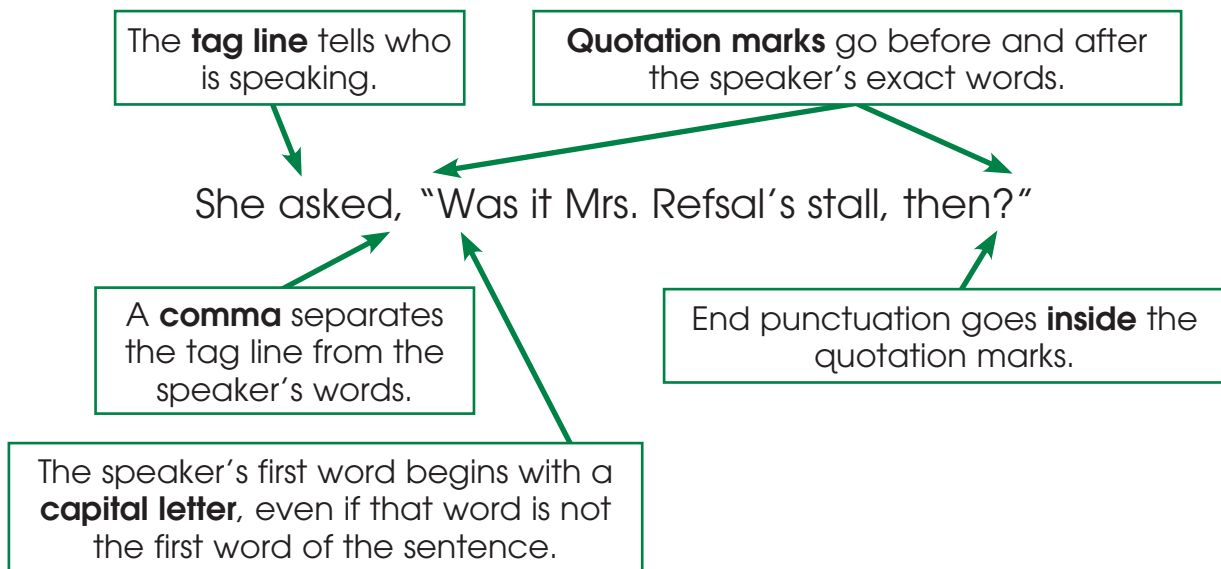 The tag line tells who
is speaking.
Quotation marks go before and after
the speaker's exact words.
She asked, “Was it Mrs. Refsal's stall, then?”
A comma separates
the tag line from the
speaker's words.
End punctuation goes inside the
quotation marks.
The speaker's first word begins with a
capital letter, even if that word is not
the first word of the sentence.